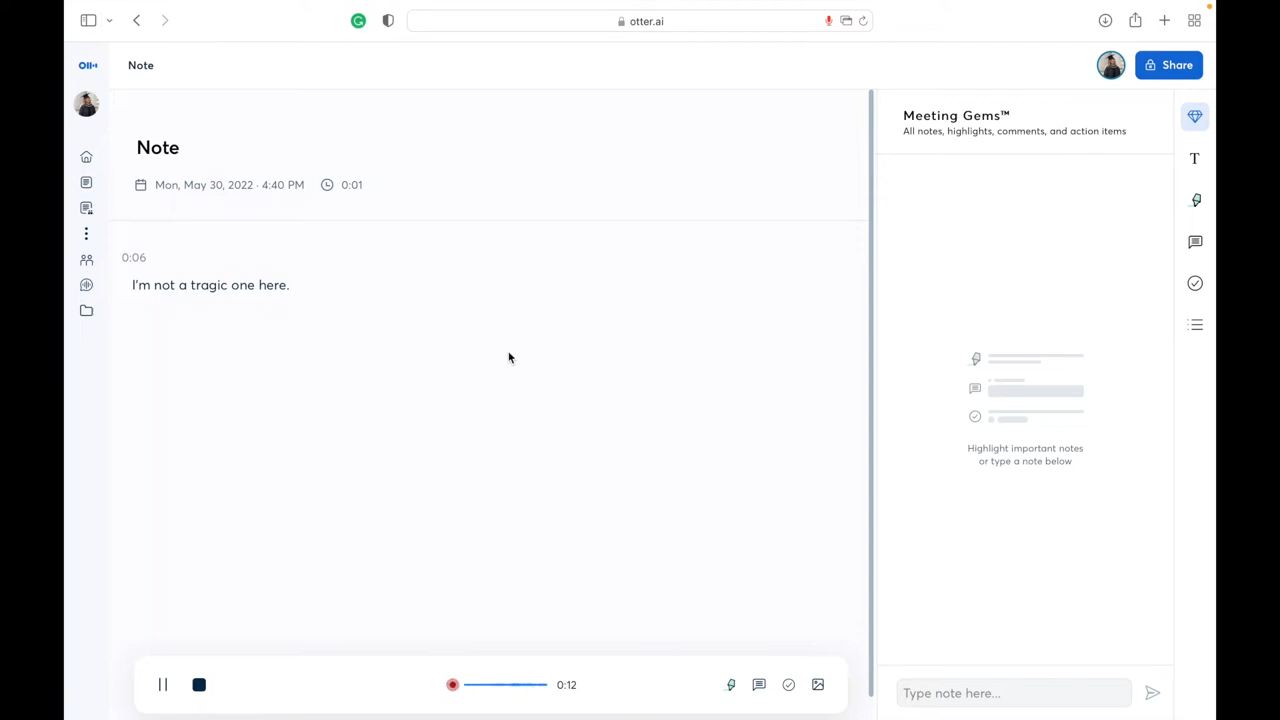 otter.ai
Note
Share
Note
Mon, May 30, 2022 · 4:40 PM 0:01
0:06
I'm not a tragic one here.
0:12
Meeting Gems™
All notes, highlights, comments, and action items
T
Highlight important notes
or type a note below
Type note here...